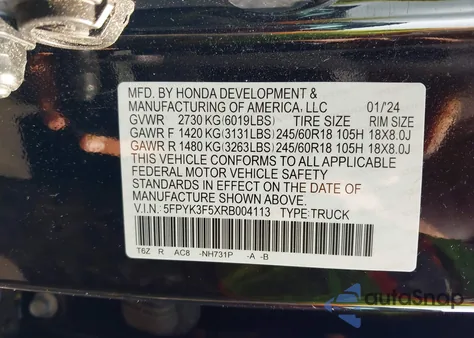 MFD. BY HONDA DEVELOPMENT &
MANUFACTURING OF AMERICA, LLC 01/24
GVWR 2730 KG(6019LBS) TIRE SIZE RIM SIZE
GAWR F 1420 KG(3131LBS) 245/60R18 105H 18X8.0J
GAWR R 1480 KG(3263LBS) 245/60R18 105H 18X8.0J
THIS VEHICLE CONFORMS TO ALL APPLICABLE
FEDERAL MOTOR VEHICLE SAFETY
STANDARDS IN EFFECT ON THE DATE OF
MANUFACTURE SHOWN ABOVE.
V.I.N.: 5FPYK3F5XRB004113 TYPE:TRUCK
T6Z R AC8 -NH731P -A -B
autoSnap